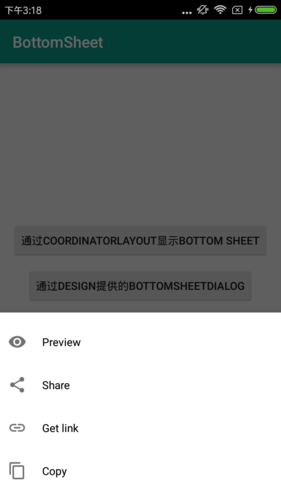 下午3:18
BottomSheet
通过COORDINATORLAYOUT显示BOTTOM SHEET
通过DESIGN提供的BOTTOMSHEETDIALOG
Preview
Share
Get link
Copy